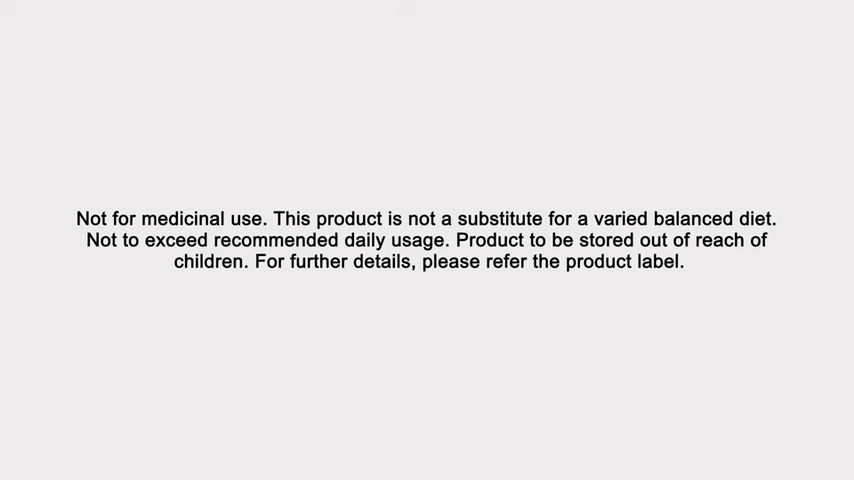 Not for medicinal use. This product is not a substitute for a varied balanced diet.
Not to exceed recommended daily usage. Product to be stored out of reach of
children. For further details, please refer the product label.